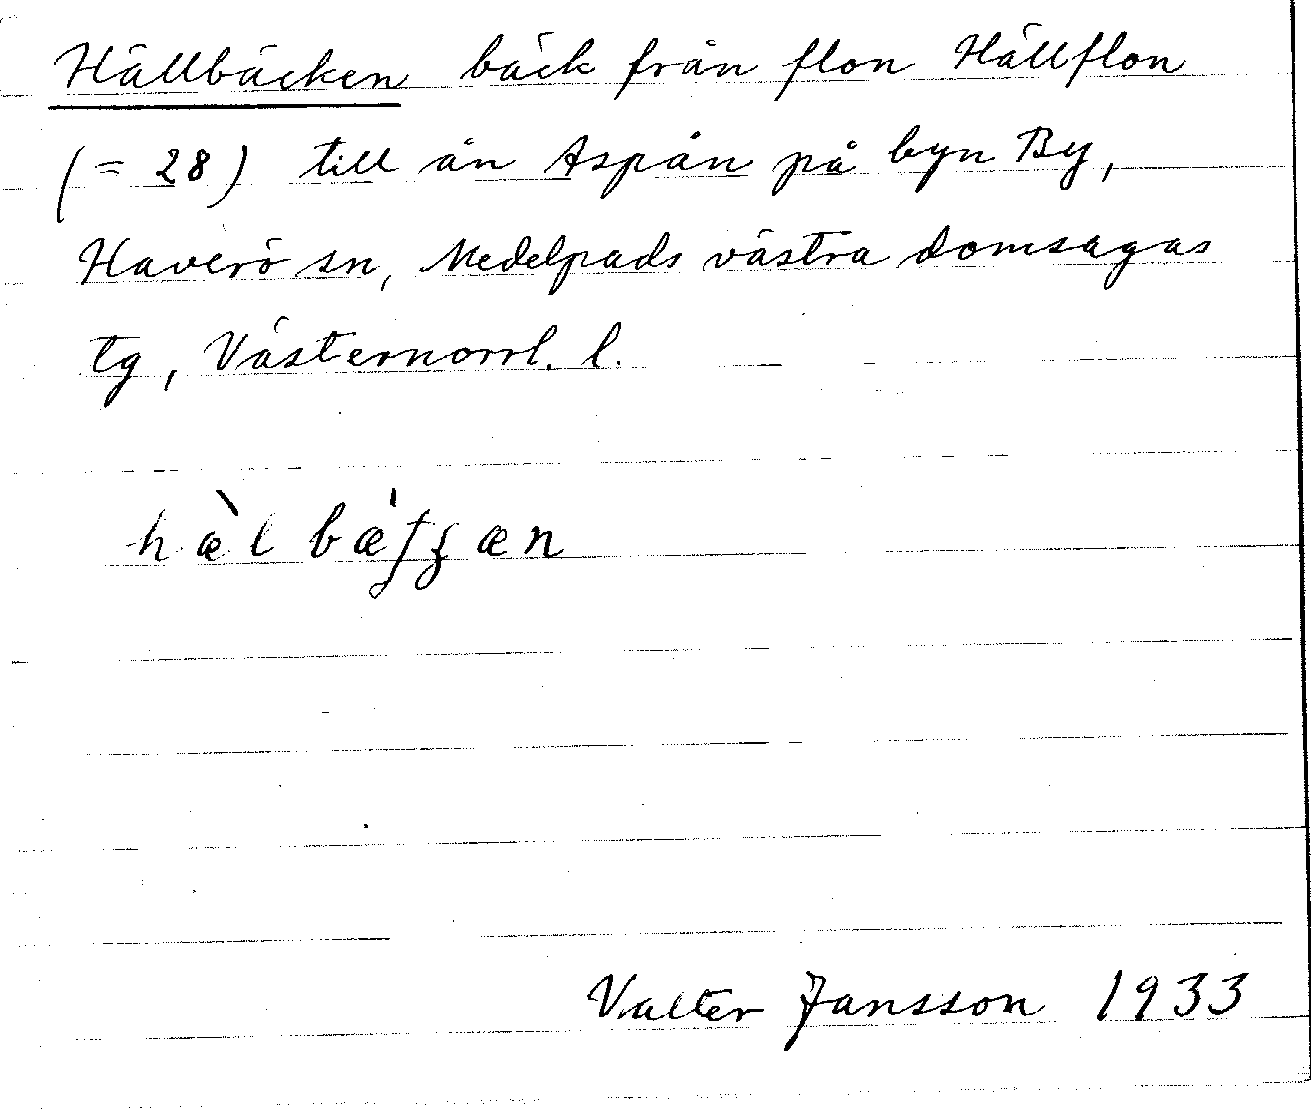 Hällbäcken bäck från flon Hällflon
(= 28) till ån Aspån på byn By,
Haverö sn, Medelpads västra domsagas
tg, Västernorrl. l.
hæ̀l bǽʃʒæn
Valter Jansson 1933